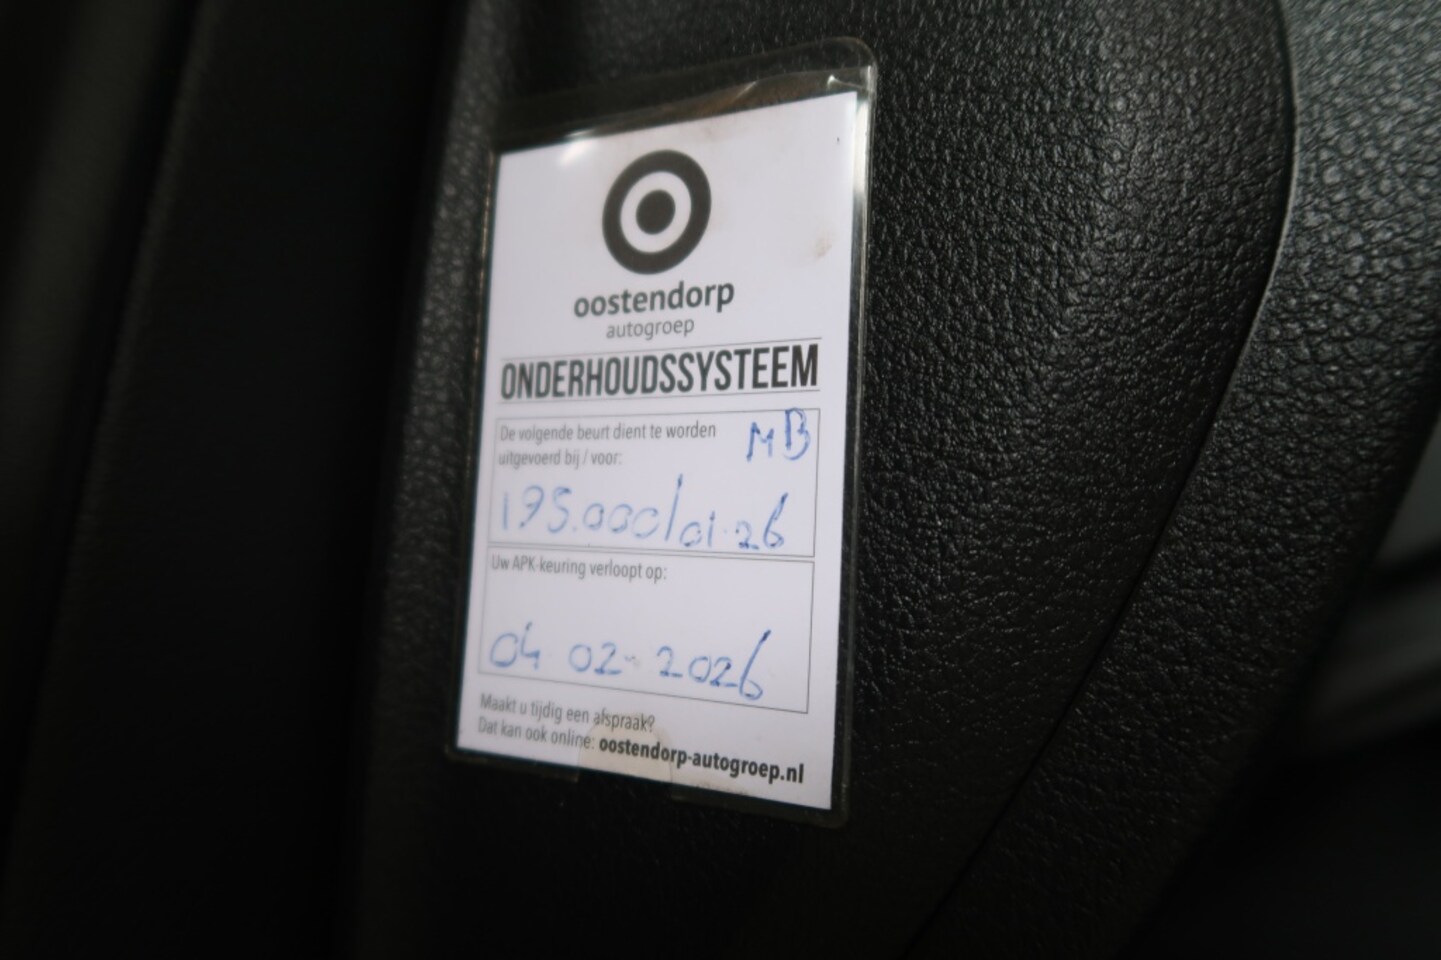 oostendorp
autogroep
ONDERHOUDSSYSTEEM
De volgende beurt dient te worden
uitgevoerd bij / voor:
MB
195.000/01-26
Uw APK-keuring verloopt op:
04 02-2026
Maakt u tijdig een afspraak?
Dat kan ook online: oostendorp-autogroep.nl